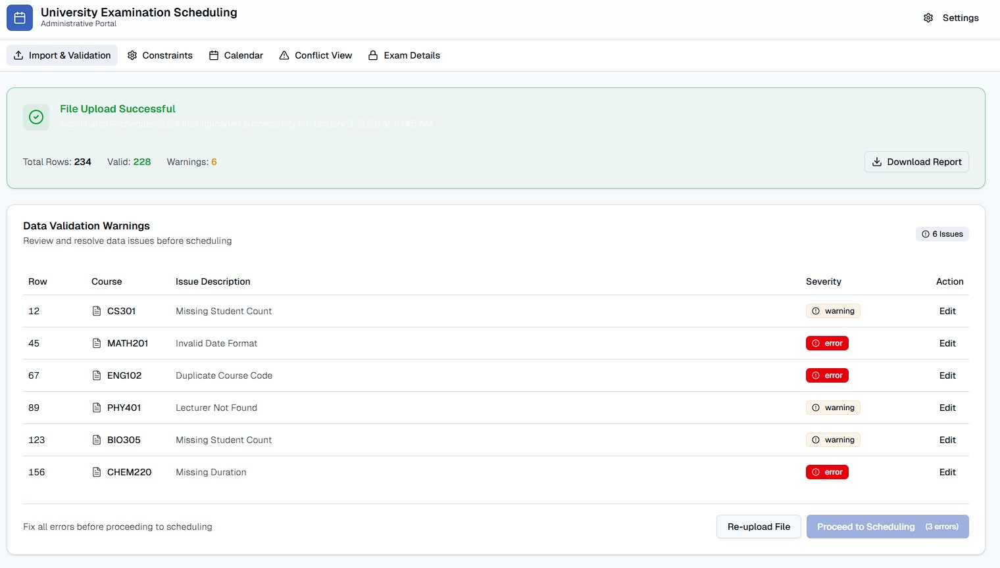 University Examination Scheduling
Administrative Portal
Settings
Import & Validation
Constraints
Calendar
Conflict View
Exam Details
File Upload Successful
examination-schedule-2024.xlsx uploaded successfully on January 3, 2026 at 10:45 AM
Total Rows: 234 Valid: 228 Warnings: 6
Download Report
Data Validation Warnings
Review and resolve data issues before scheduling
6 Issues
Row Course Issue Description Severity Action
12 CS301 Missing Student Count warning Edit
45 MATH201 Invalid Date Format error Edit
67 ENG102 Duplicate Course Code error Edit
89 PHY401 Lecturer Not Found warning Edit
123 BIO305 Missing Student Count warning Edit
156 CHEM220 Missing Duration error Edit
Fix all errors before proceeding to scheduling
Re-upload File
Proceed to Scheduling (3 errors)